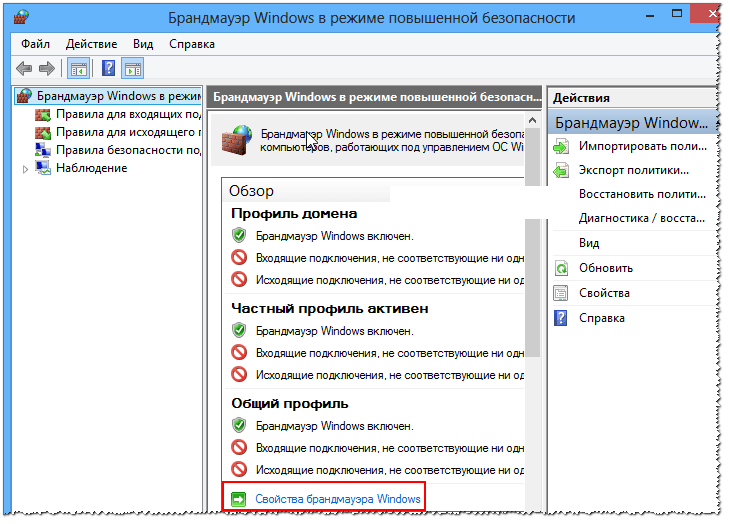 Брандмауэр Windows в режиме повышенной безопасности
Файл Действие Вид Справка
Брандмауэр Windows в режим
Правила для входящих под
Правила для исходящего п
Правила безопасности под
Наблюдение
Брандмауэр Windows в режиме повышенной безопасн...
Брандмауэр Windows в режиме повышенной безопа
компьютеров, работающих под управлением ОС Wi
Обзор
Профиль домена
Брандмауэр Windows включен.
Входящие подключения, не соответствующие ни одн
Исходящие подключения, не соответствующие ни од
Частный профиль активен
Брандмауэр Windows включен.
Входящие подключения, не соответствующие ни одн
Исходящие подключения, не соответствующие ни од
Общий профиль
Брандмауэр Windows включен.
Входящие подключения, не соответствующие ни одн
Исходящие подключения, не соответствующие ни од
Свойства брандмауэра Windows
Действия
Брандмауэр Window...
Импортировать поли...
Экспорт политики...
Восстановить полити...
Диагностика / восста...
Вид
Обновить
Свойства
Справка